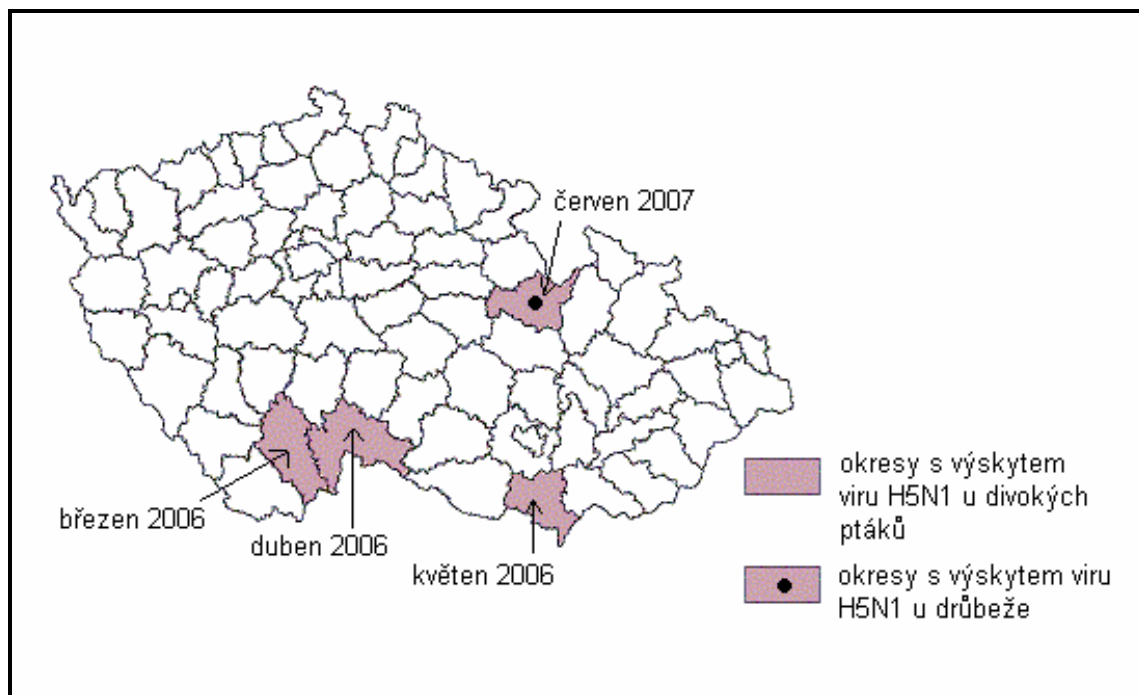 červen 2007
březen 2006
duben 2006
květen 2006
okresy s výskytem
viru H5N1 u divokých
ptáků
okresy s výskytem viru
H5N1 u drůbeže